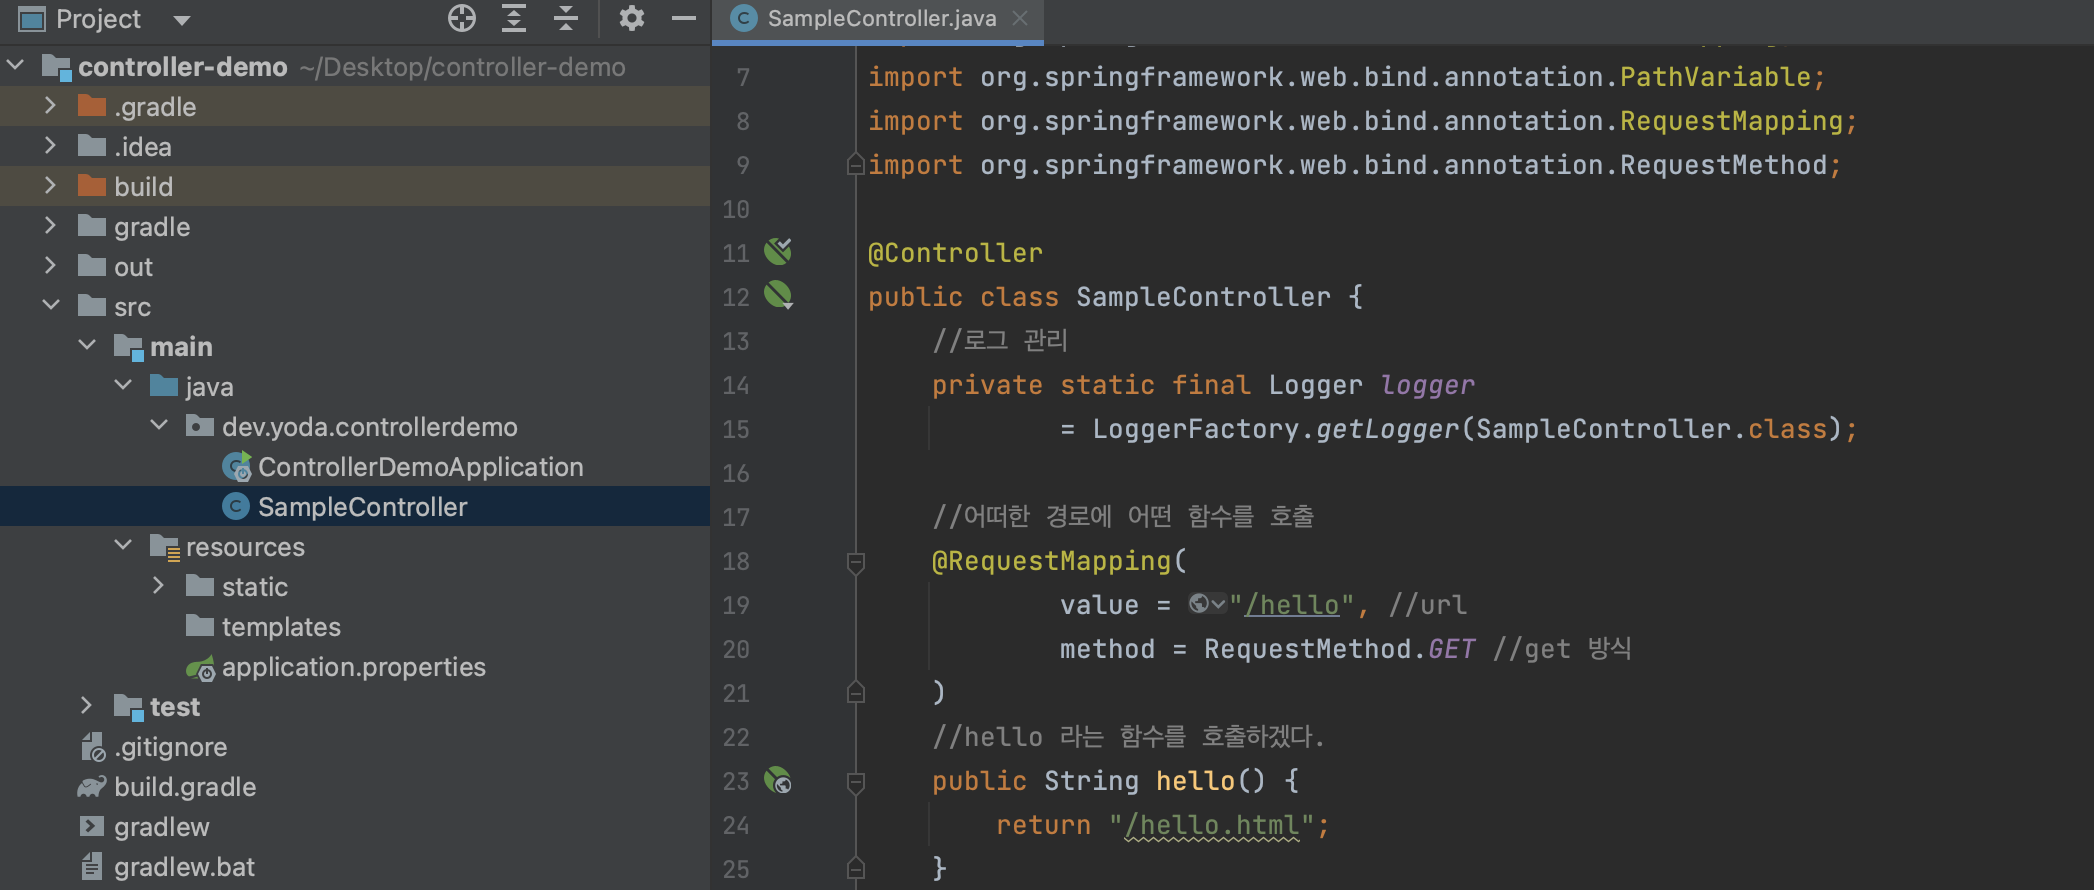 Project
controller-demo ~/Desktop/controller-demo
.gradle
.idea
build
gradle
out
src
main
java
dev.yoda.controllerdemo
ControllerDemoApplication
SampleController
resources
static
templates
application.properties
test
.gitignore
build.gradle
gradlew
gradlew.bat
SampleController.java
7 import org.springframework.web.bind.annotation.PathVariable;
8 import org.springframework.web.bind.annotation.RequestMapping;
9 import org.springframework.web.bind.annotation.RequestMethod;
10
11 @Controller
12 public class SampleController {
13 //로그 관리
14 private static final Logger logger
15 = LoggerFactory.getLogger(SampleController.class);
16
17 //어떠한 경로에 어떤 함수를 호출
18 @RequestMapping(
19 value = "/hello", //url
20 method = RequestMethod.GET //get 방식
21 )
22 //hello 라는 함수를 호출하겠다.
23 public String hello() {
24 return "/hello.html";
25 }